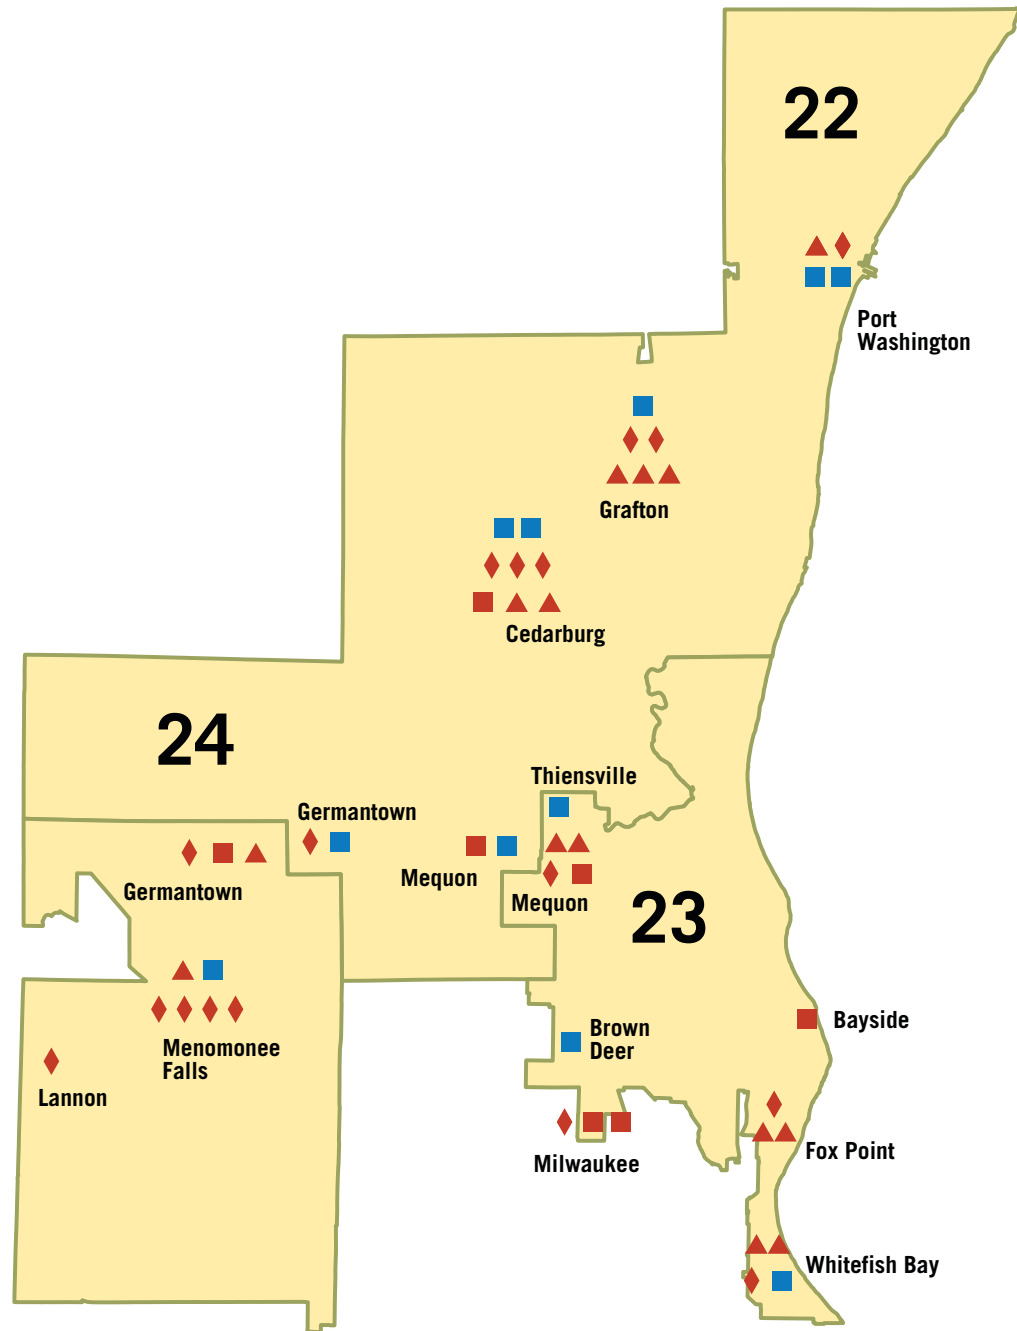 22
Port
Washington
Grafton
Cedarburg
24
Thiensville
Germantown
Mequon
Germantown
Mequon
23
Bayside
Brown
Deer
Menomonee
Falls
Lannon
Milwaukee
Fox Point
Whitefish Bay